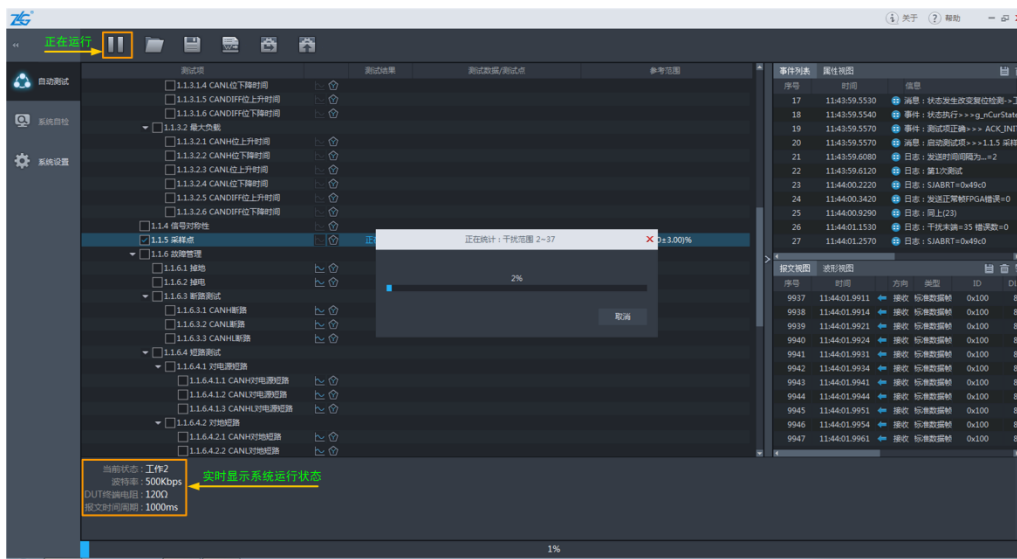 ZLG
关于 帮助
正在运行
自动测试
系统自检
系统设置
测试项 测试结果 测试数据/测试点 参考范围
1.1.3.1.4 CANL位下降时间
1.1.3.1.5 CANDIFF位上升时间
1.1.3.1.6 CANDIFF位下降时间
1.1.3.2 最大负载
1.1.3.2.1 CANH位上升时间
1.1.3.2.2 CANH位下降时间
1.1.3.2.3 CANL位上升时间
1.1.3.2.4 CANL位下降时间
1.1.3.2.5 CANDIFF位上升时间
1.1.3.2.6 CANDIFF位下降时间
1.1.4 信号对称性
1.1.5 采样点 0±3.00)%
1.1.6 故障管理
1.1.6.1 掉地
1.1.6.2 掉电
1.1.6.3 断路测试
1.1.6.3.1 CANH断路
1.1.6.3.2 CANL断路
1.1.6.3.3 CANHL断路
1.1.6.4 短路测试
1.1.6.4.1 对电源短路
1.1.6.4.1.1 CANH对电源短路
1.1.6.4.1.2 CANL对电源短路
1.1.6.4.1.3 CANHL对电源短路
1.1.6.4.2 对地短路
1.1.6.4.2.1 CANH对地短路
1.1.6.4.2.2 CANL对地短路
正在统计：干扰范围 2~37
2%
取消
事件列表 属性视图
序号 时间 信息
17 11:43:59.5530 消息：状态发生改变复位检测->
18 11:43:59.5540 事件：状态执行>>>g_nCurState
19 11:43:59.5570 事件：测试项正确>>> ACK_INI
20 11:43:59.5570 消息：启动测试项>>>1.1.5 采样
21 11:43:59.6080 日志：发送时间间隔为...=2
22 11:43:59.6120 日志：第1次测试
23 11:44:00.2220 日志：SJABRT=0x49c0
24 11:44:00.3420 日志：发送正常帧FPGA错误=0
25 11:44:00.9290 日志：同上(23)
26 11:44:01.1530 日志：干扰末端=35 错误数=0
27 11:44:01.2570 日志：SJABRT=0x49c0
报文视图 波形视图
序号 时间 方向 类型 ID DL
9937 11:44:01.9911 接收 标准数据帧 0x100 8
9938 11:44:01.9914 接收 标准数据帧 0x100 8
9939 11:44:01.9921 接收 标准数据帧 0x100 8
9940 11:44:01.9924 接收 标准数据帧 0x100 8
9941 11:44:01.9931 接收 标准数据帧 0x100 8
9942 11:44:01.9934 接收 标准数据帧 0x100 8
9943 11:44:01.9941 接收 标准数据帧 0x100 8
9944 11:44:01.9944 接收 标准数据帧 0x100 8
9945 11:44:01.9951 接收 标准数据帧 0x100 8
9946 11:44:01.9954 接收 标准数据帧 0x100 8
9947 11:44:01.9961 接收 标准数据帧 0x100 8
当前状态：工作2
波特率：500Kbps
DUT终端电阻：120Ω
报文时间周期：1000ms
实时显示系统运行状态
1%